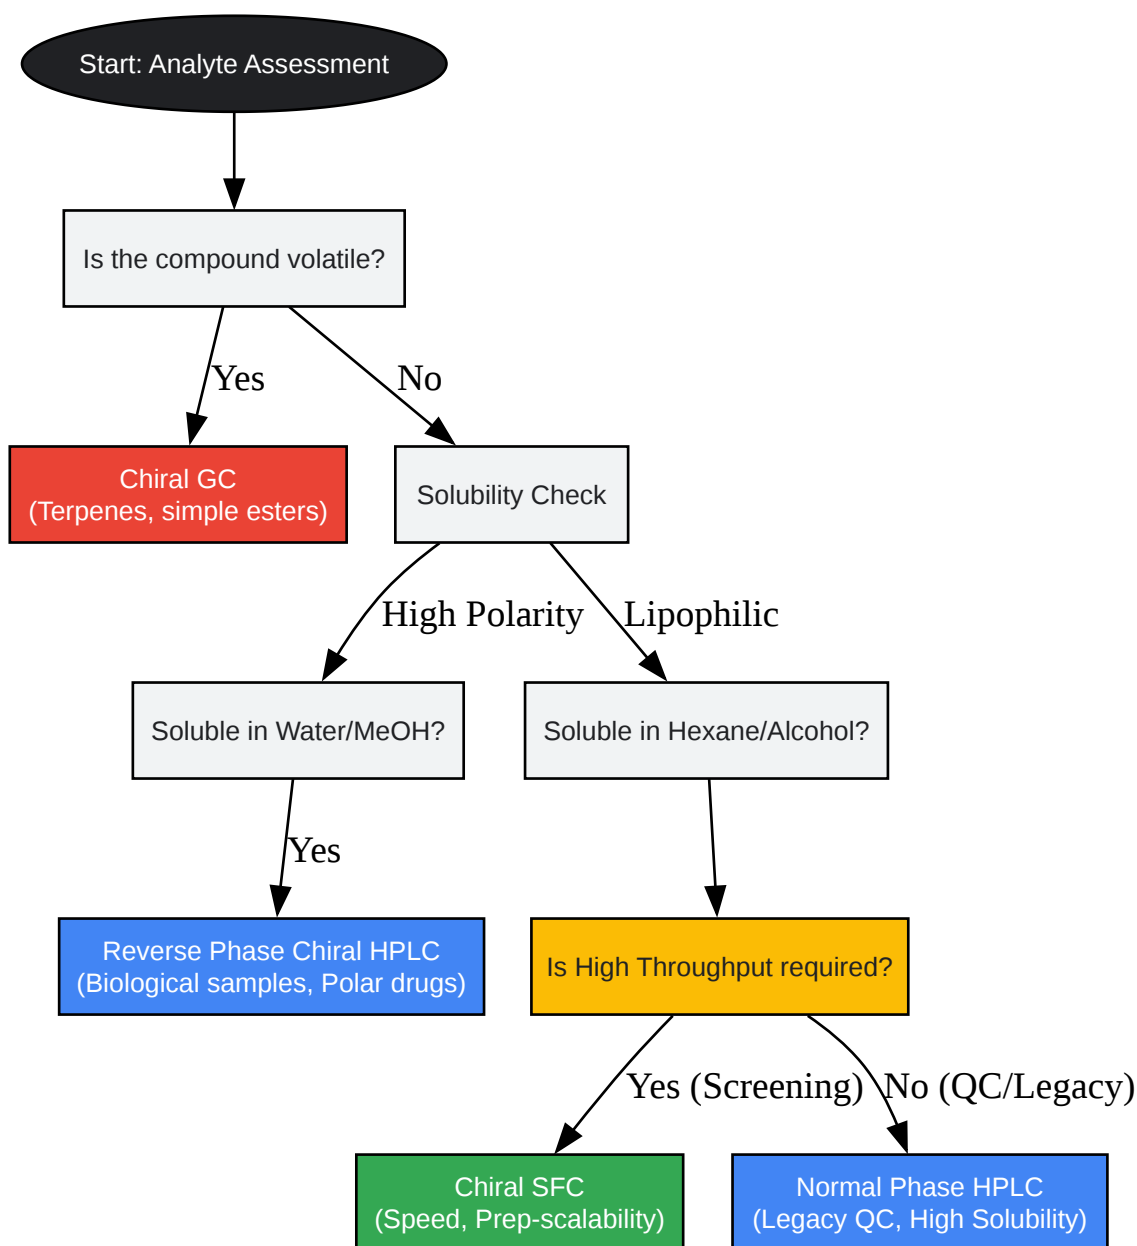 Start: Analyte Assessment
Is the compound volatile?
Yes
No
Chiral GC
(Terpenes, simple esters)
Solubility Check
High Polarity
Lipophilic
Soluble in Water/MeOH?
Soluble in Hexane/Alcohol?
Yes
Reverse Phase Chiral HPLC
(Biological samples, Polar drugs)
Is High Throughput required?
Yes (Screening)
No (QC/Legacy)
Chiral SFC
(Speed, Prep-scalability)
Normal Phase HPLC
(Legacy QC, High Solubility)